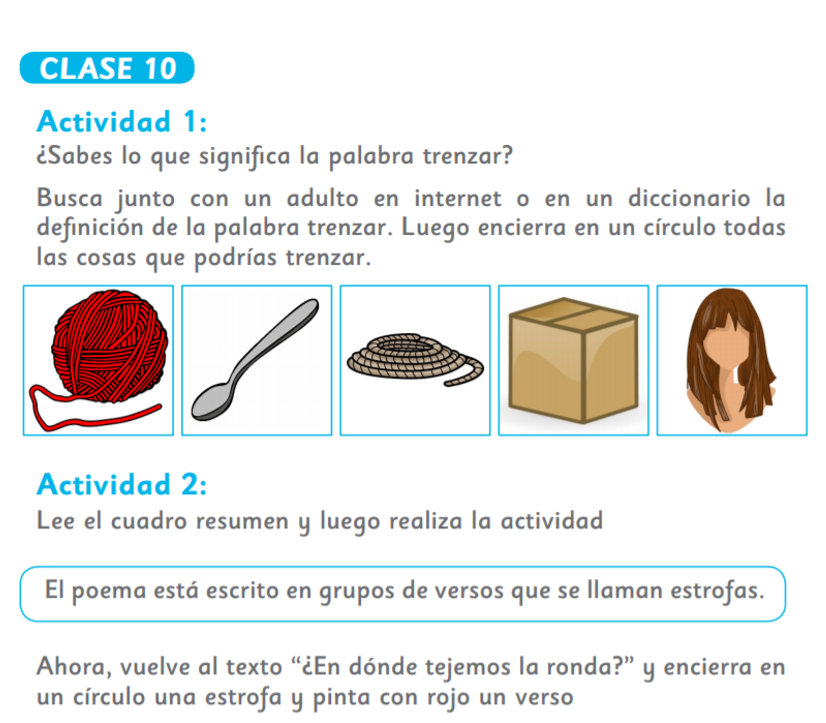 CLASE 10
Actividad 1:
¿Sabes lo que significa la palabra trenzar?
Busca junto con un adulto en internet o en un diccionario la
definición de la palabra trenzar. Luego encierra en un círculo todas
las cosas que podrías trenzar.
Actividad 2:
Lee el cuadro resumen y luego realiza la actividad
El poema está escrito en grupos de versos que se llaman estrofas.
Ahora, vuelve al texto “¿En dónde tejemos la ronda?” y encierra en
un círculo una estrofa y pinta con rojo un verso